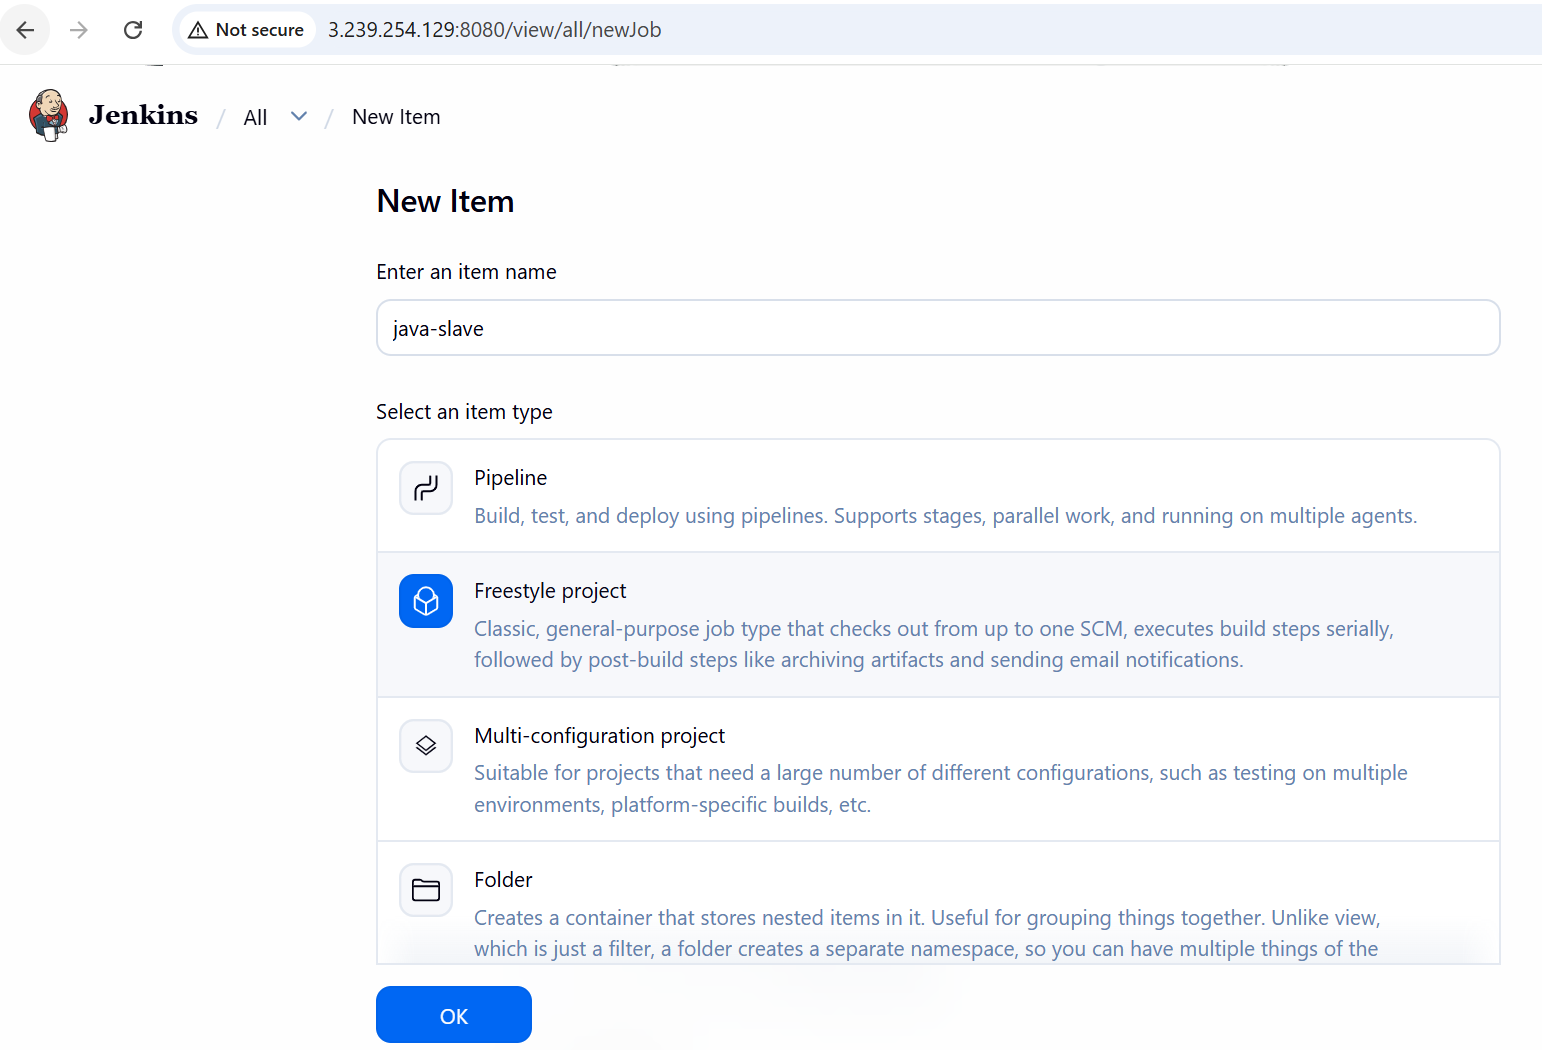 Not secure 3.239.254.129:8080/view/all/newJob
Jenkins / All / New Item
New Item
Enter an item name
java-slave
Select an item type
Pipeline
Build, test, and deploy using pipelines. Supports stages, parallel work, and running on multiple agents.
Freestyle project
Classic, general-purpose job type that checks out from up to one SCM, executes build steps serially,
followed by post-build steps like archiving artifacts and sending email notifications.
Multi-configuration project
Suitable for projects that need a large number of different configurations, such as testing on multiple
environments, platform-specific builds, etc.
Folder
Creates a container that stores nested items in it. Useful for grouping things together. Unlike view,
which is just a filter, a folder creates a separate namespace, so you can have multiple things of the
OK